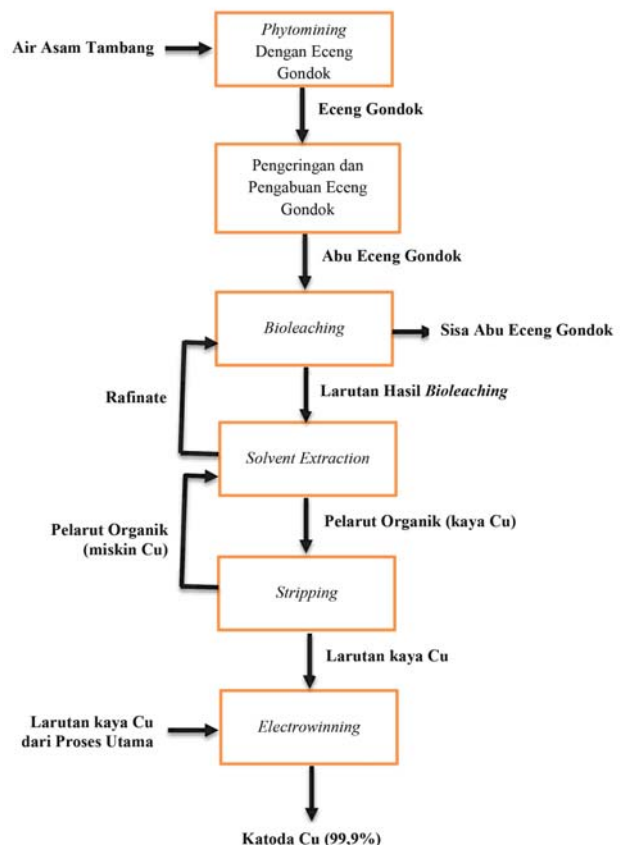 Air Asam Tambang
Phytomining
Dengan Eceng
Gondok
Eceng Gondok
Pengeringan dan
Pengabuan Eceng
Gondok
Abu Eceng Gondok
Bioleaching
Sisa Abu Eceng Gondok
Rafinate
Larutan Hasil Bioleaching
Solvent Extraction
Pelarut Organik
(miskin Cu)
Pelarut Organik (kaya Cu)
Stripping
Larutan kaya Cu
Larutan kaya Cu
dari Proses Utama
Electrowinning
Katoda Cu (99,9%)